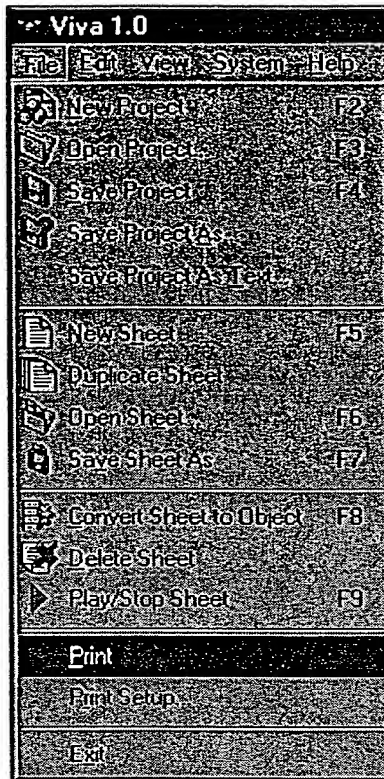 Viva 1.0
File Edit View System Help
New Project F2
Open Project... F3
Save Project F4
Save Project As...
Save Project As Text...
New Sheet F5
Duplicate Sheet
Open Sheet... F6
Save Sheet As... F7
Convert Sheet to Object F8
Delete Sheet
Play/Stop Sheet F9
Print
Print Setup...
Exit